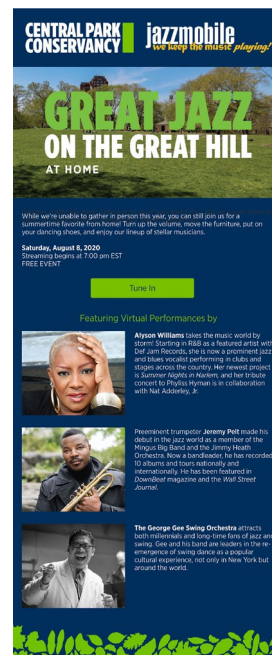 CENTRAL PARK
CONSERVANCY
jazzmobile
we keep the music playing!
GREAT JAZZ
ON THE GREAT HILL
AT HOME
While we're unable to gather in person this year, you can still join us for a
summertime favorite from home! Turn up the volume, move the furniture, put on
your dancing shoes, and enjoy our lineup of stellar musicians.
Saturday, August 8, 2020
Streaming begins at 7:00 pm EST
FREE EVENT
Tune In
Featuring Virtual Performances by
Alyson Williams takes the music world by
storm! Starting in R&B as a featured artist with
Def Jam Records, she is now a prominent jazz
and blues vocalist performing in clubs and
stages across the country. Her newest project
is Summer Nights in Harlem, and her tribute
concert to Phyliss Hyman is in collaboration
with Nat Adderley, Jr.
Preeminent trumpeter Jeremy Pelt made his
debut in the jazz world as a member of the
Mingus Big Band and the Jimmy Heath
Orchestra. Now a bandleader, he has recorded
10 albums and tours nationally and
internationally. He has been featured in
DownBeat magazine and the Wall Street
Journal.
The George Gee Swing Orchestra attracts
both millennials and long-time fans of jazz and
swing. Gee and his band are leaders in the re-
emergence of swing dance as a popular
cultural experience, not only in New York but
around the world.